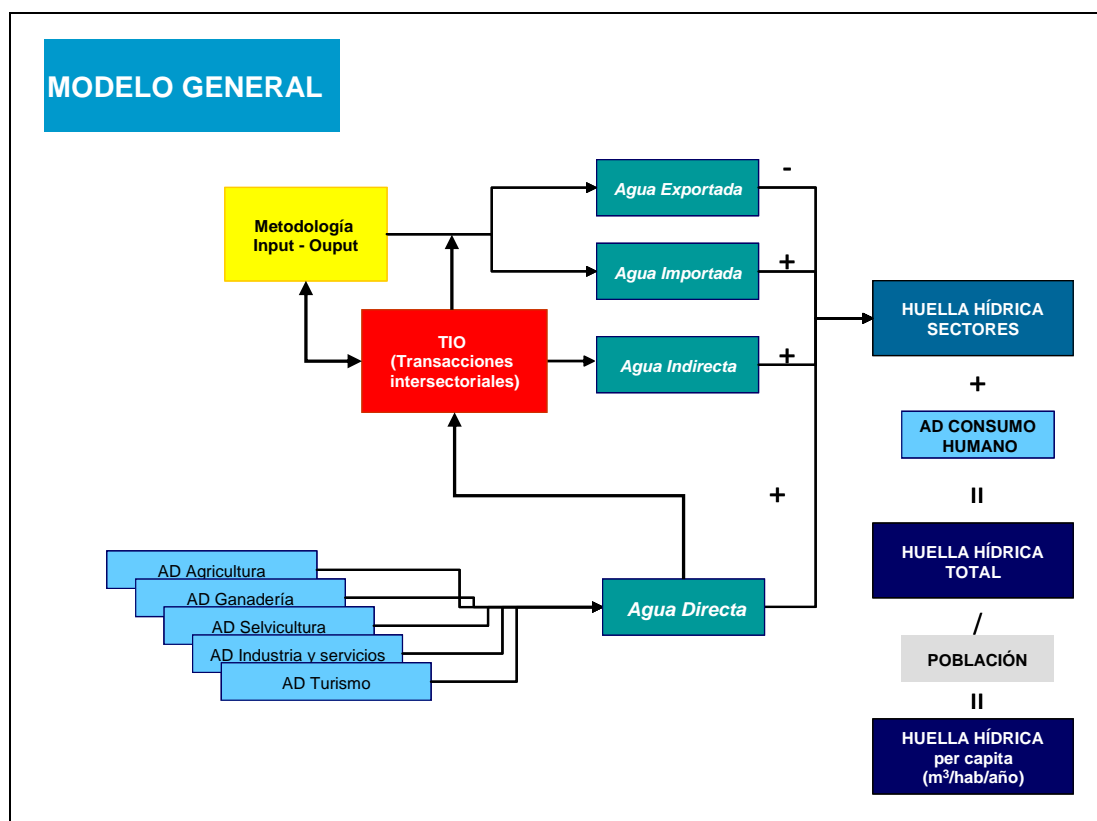 MODELO GENERAL
Metodología
Input - Ouput
TIO
(Transacciones
intersectoriales)
Agua Exportada
-
Agua Importada
+
Agua Indirecta
+
+
AD Agricultura
AD Ganadería
AD Selvicultura
AD Industria y servicios
AD Turismo
Agua Directa
HUELLA HÍDRICA
SECTORES
+
AD CONSUMO
HUMANO
=
HUELLA HÍDRICA
TOTAL
/
POBLACIÓN
=
HUELLA HÍDRICA
per capita
(m³/hab/año)